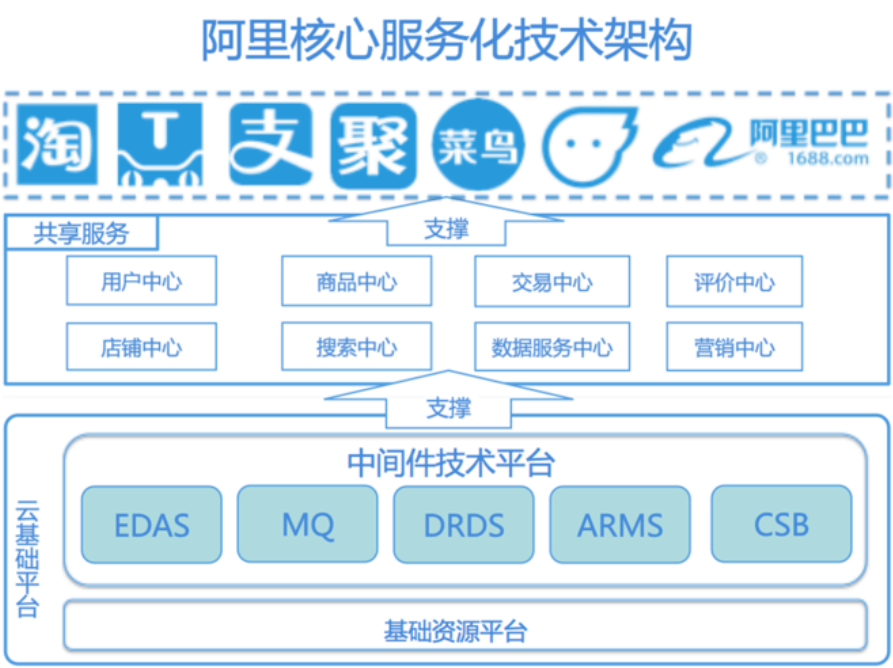 阿里核心服务化技术架构
淘
T
支
聚
菜鸟
阿里巴巴
®
1688.com
支撑
共享服务
用户中心
商品中心
交易中心
评价中心
店铺中心
搜索中心
数据服务中心
营销中心
支撑
云基础平台
中间件技术平台
EDAS
MQ
DRDS
ARMS
CSB
基础资源平台